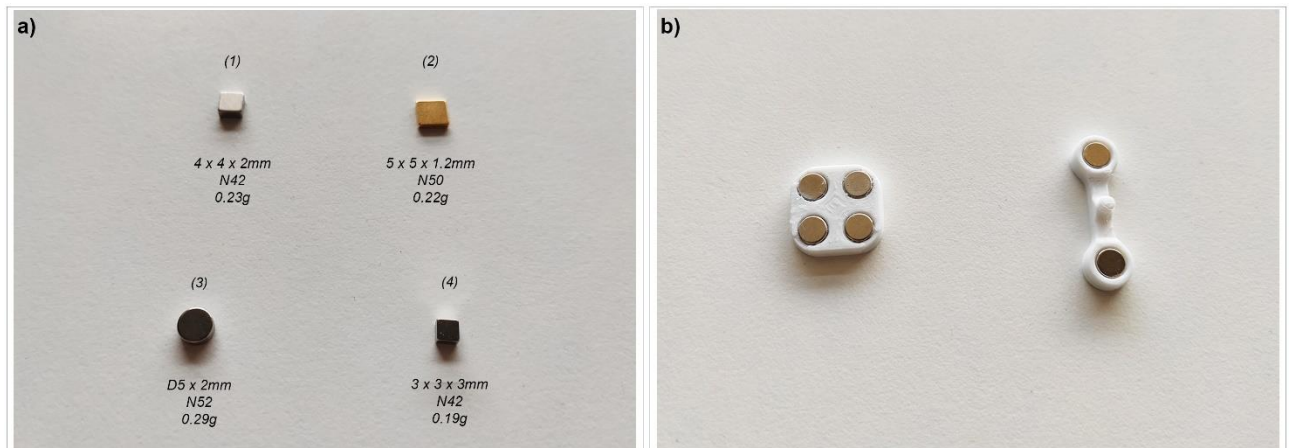 a)
(1)
4 x 4 x 2mm
N42
0.23g
(2)
5 x 5 x 1.2mm
N50
0.22g
(3)
D5 x 2mm
N52
0.29g
(4)
3 x 3 x 3mm
N42
0.19g
b)